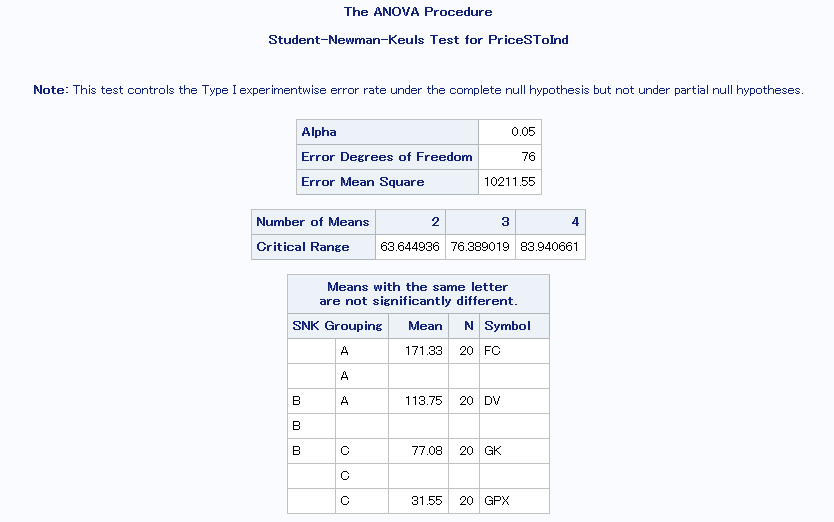 The ANOVA Procedure
Student-Newman-Keuls Test for PriceSToInd
Note: This test controls the Type I experimentwise error rate under the complete null hypothesis but not under partial null hypotheses.
Alpha 0.05
Error Degrees of Freedom 76
Error Mean Square 10211.55
Number of Means 2 3 4
Critical Range 63.644936 76.389019 83.940661
Means with the same letter
are not significantly different.
SNK Grouping Mean N Symbol
A 171.33 20 FC
A
B A 113.75 20 DV
B
B C 77.08 20 GK
C
C 31.55 20 GPX